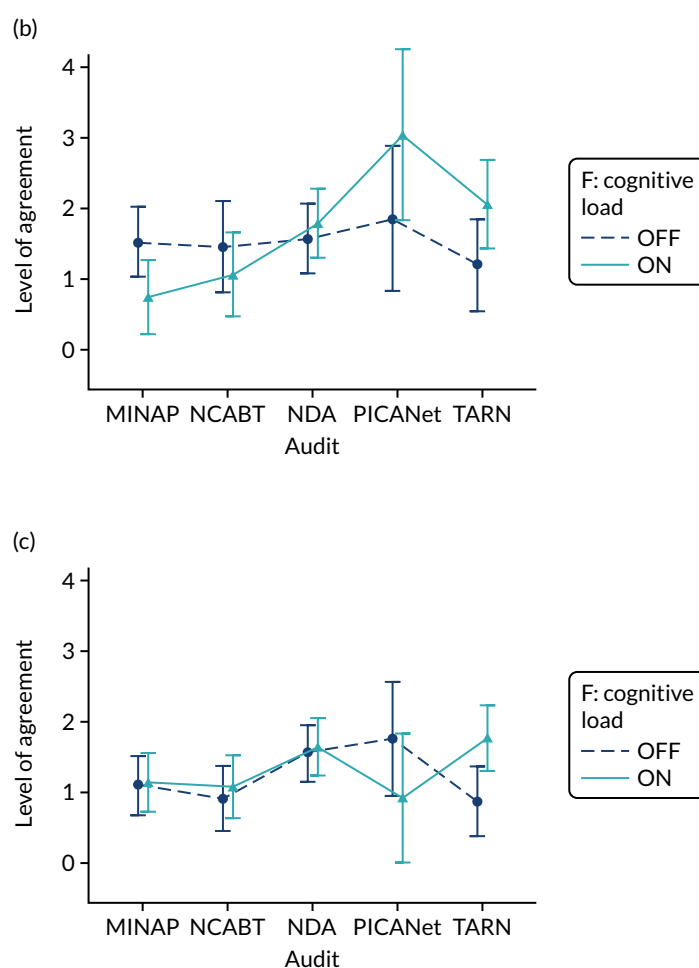 (b)
4
3
2
1
0
Level of agreement
MINAP NCABT NDA PICANet TARN
Audit
F: cognitive
load
OFF
ON
(c)
4
3
2
1
0
Level of agreement
MINAP NCABT NDA PICANet TARN
Audit
F: cognitive
load
OFF
ON